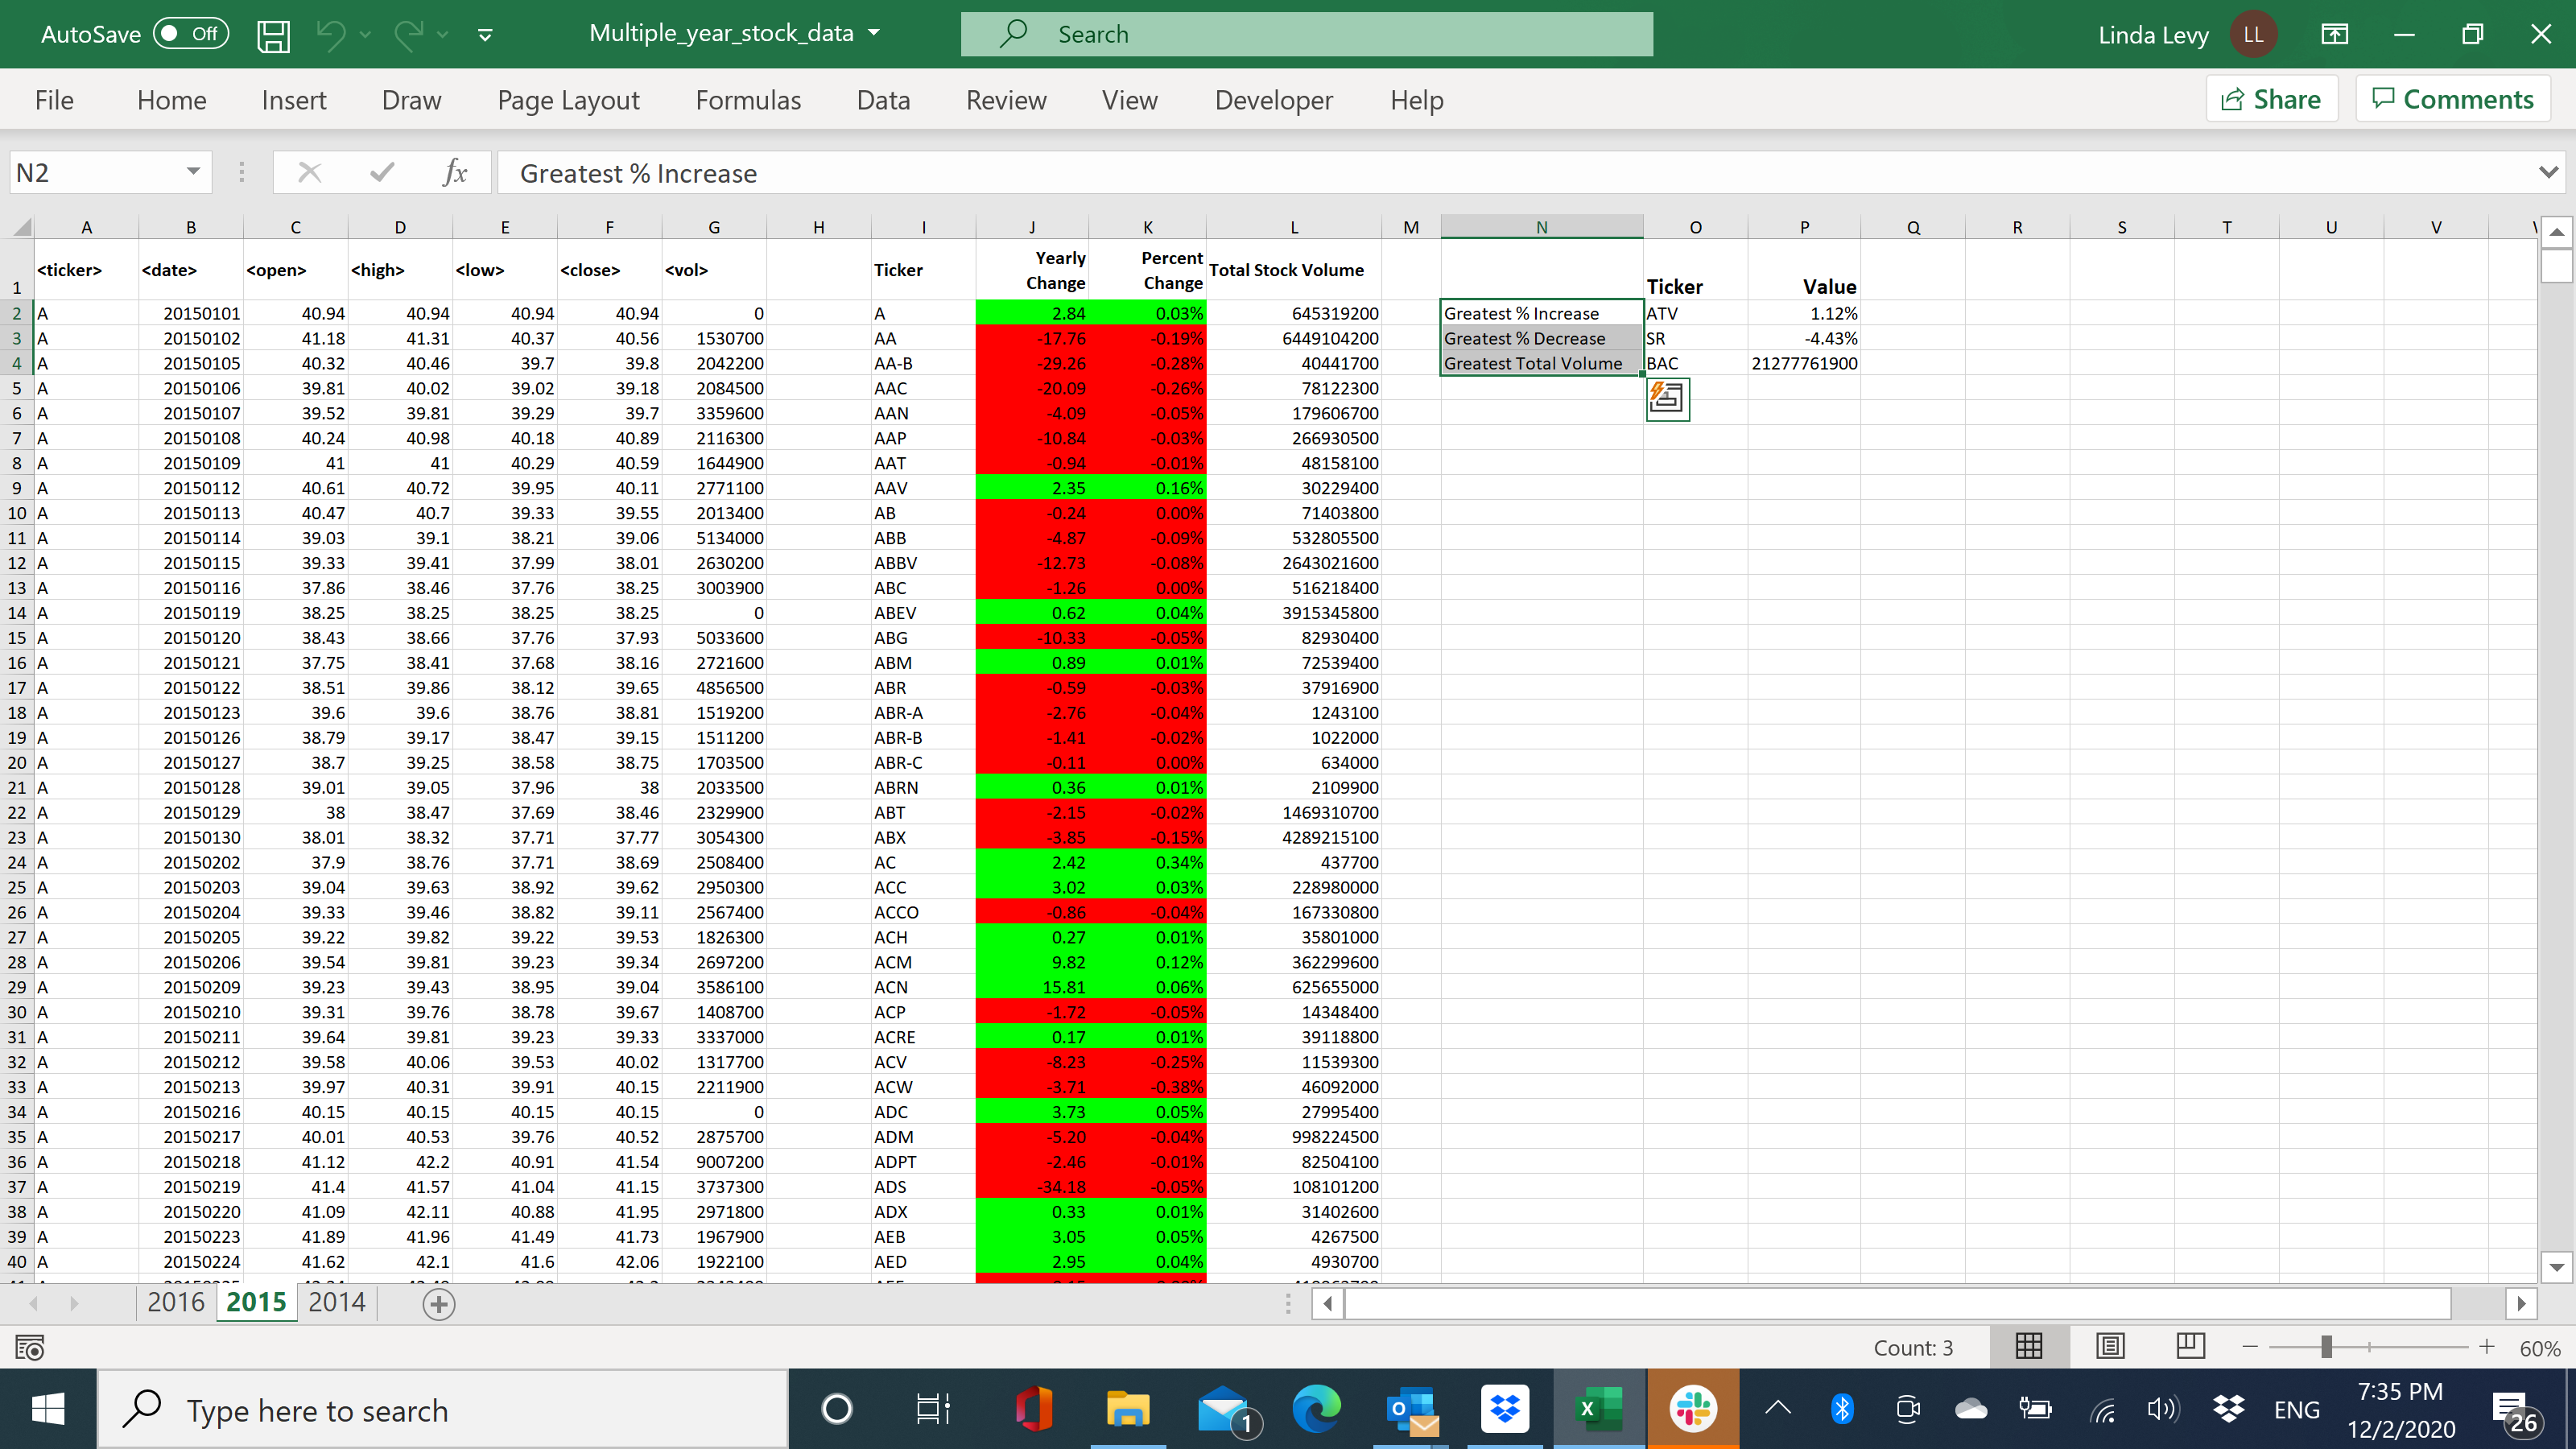 AutoSave Off Multiple_year_stock_data Search Linda Levy LL
File Home Insert Draw Page Layout Formulas Data Review View Developer Help Share Comments
N2 fx Greatest % Increase
A B C D E F G H I J K L M N O P Q R S T U V
1 <ticker> <date> <open> <high> <low> <close> <vol> Ticker Yearly Change Percent Change Total Stock Volume Ticker Value
2 A 20150101 40.94 40.94 40.94 40.94 0 A 2.84 0.03% 645319200 Greatest % Increase ATV 1.12%
3 A 20150102 41.18 41.31 40.37 40.56 1530700 AA -17.76 -0.19% 6449104200 Greatest % Decrease SR -4.43%
4 A 20150105 40.32 40.46 39.7 39.8 2042200 AA-B -29.26 -0.28% 40441700 Greatest Total Volume BAC 21277761900
5 A 20150106 39.81 40.02 39.02 39.18 2084500 AAC -20.09 -0.26% 78122300
6 A 20150107 39.52 39.81 39.29 39.7 3359600 AAN -4.09 -0.05% 179606700
7 A 20150108 40.24 40.98 40.18 40.89 2116300 AAP -10.84 -0.03% 266930500
8 A 20150109 41 41 40.29 40.59 1644900 AAT -0.94 -0.01% 48158100
9 A 20150112 40.61 40.72 39.95 40.11 2771100 AAV 2.35 0.16% 30229400
10 A 20150113 40.47 40.7 39.33 39.55 2013400 AB -0.24 0.00% 71403800
11 A 20150114 39.03 39.1 38.21 39.06 5134000 ABB -4.87 -0.09% 532805500
12 A 20150115 39.33 39.41 37.99 38.01 2630200 ABBV -12.73 -0.08% 2643021600
13 A 20150116 37.86 38.46 37.76 38.25 3003900 ABC -1.26 0.00% 516218400
14 A 20150119 38.25 38.25 38.25 38.25 0 ABEV 0.62 0.04% 3915345800
15 A 20150120 38.43 38.66 37.76 37.93 5033600 ABG -10.33 -0.05% 82930400
16 A 20150121 37.75 38.41 37.68 38.16 2721600 ABM 0.89 0.01% 72539400
17 A 20150122 38.51 39.86 38.12 39.65 4856500 ABR -0.59 -0.03% 37916900
18 A 20150123 39.6 39.6 38.76 38.81 1519200 ABR-A -2.76 -0.04% 1243100
19 A 20150126 38.79 39.17 38.47 39.15 1511200 ABR-B -1.41 -0.02% 1022000
20 A 20150127 38.7 39.25 38.58 38.75 1703500 ABR-C -0.11 0.00% 634000
21 A 20150128 39.01 39.05 37.96 38 2033500 ABRN 0.36 0.01% 2109900
22 A 20150129 38 38.47 37.69 38.46 2329900 ABT -2.15 -0.02% 1469310700
23 A 20150130 38.01 38.32 37.71 37.77 3054300 ABX -3.85 -0.15% 4289215100
24 A 20150202 37.9 38.76 37.71 38.69 2508400 AC 2.42 0.34% 437700
25 A 20150203 39.04 39.63 38.92 39.62 2950300 ACC 3.02 0.03% 228980000
26 A 20150204 39.33 39.46 38.82 39.11 2567400 ACCO -0.86 -0.04% 167330800
27 A 20150205 39.22 39.82 39.22 39.53 1826300 ACH 0.27 0.01% 35801000
28 A 20150206 39.54 39.81 39.23 39.34 2697200 ACM 9.82 0.12% 362299600
29 A 20150209 39.23 39.43 38.95 39.04 3586100 ACN 15.81 0.06% 625655000
30 A 20150210 39.31 39.76 38.78 39.67 1408700 ACP -1.72 -0.05% 14348400
31 A 20150211 39.64 39.81 39.23 39.33 3337000 ACRE 0.17 0.01% 39118800
32 A 20150212 39.58 40.06 39.53 40.02 1317700 ACV -8.23 -0.25% 11539300
33 A 20150213 39.97 40.31 39.91 40.15 2211900 ACW -3.71 -0.38% 46092000
34 A 20150216 40.15 40.15 40.15 40.15 0 ADC 3.73 0.05% 27995400
35 A 20150217 40.01 40.53 39.76 40.52 2875700 ADM -5.20 -0.04% 998224500
36 A 20150218 41.12 42.2 40.91 41.54 9007200 ADPT -2.46 -0.01% 82504100
37 A 20150219 41.4 41.57 41.04 41.15 3737300 ADS -34.18 -0.05% 108101200
38 A 20150220 41.09 42.11 40.88 41.95 2971800 ADX 0.33 0.01% 31402600
39 A 20150223 41.89 41.96 41.49 41.73 1967900 AEB 3.05 0.05% 4267500
40 A 20150224 41.62 42.1 41.6 42.06 1922100 AED 2.95 0.04% 4930700
2016 2015 2014
Count: 3 60%
Type here to search 1 ENG 7:35 PM 12/2/2020 26